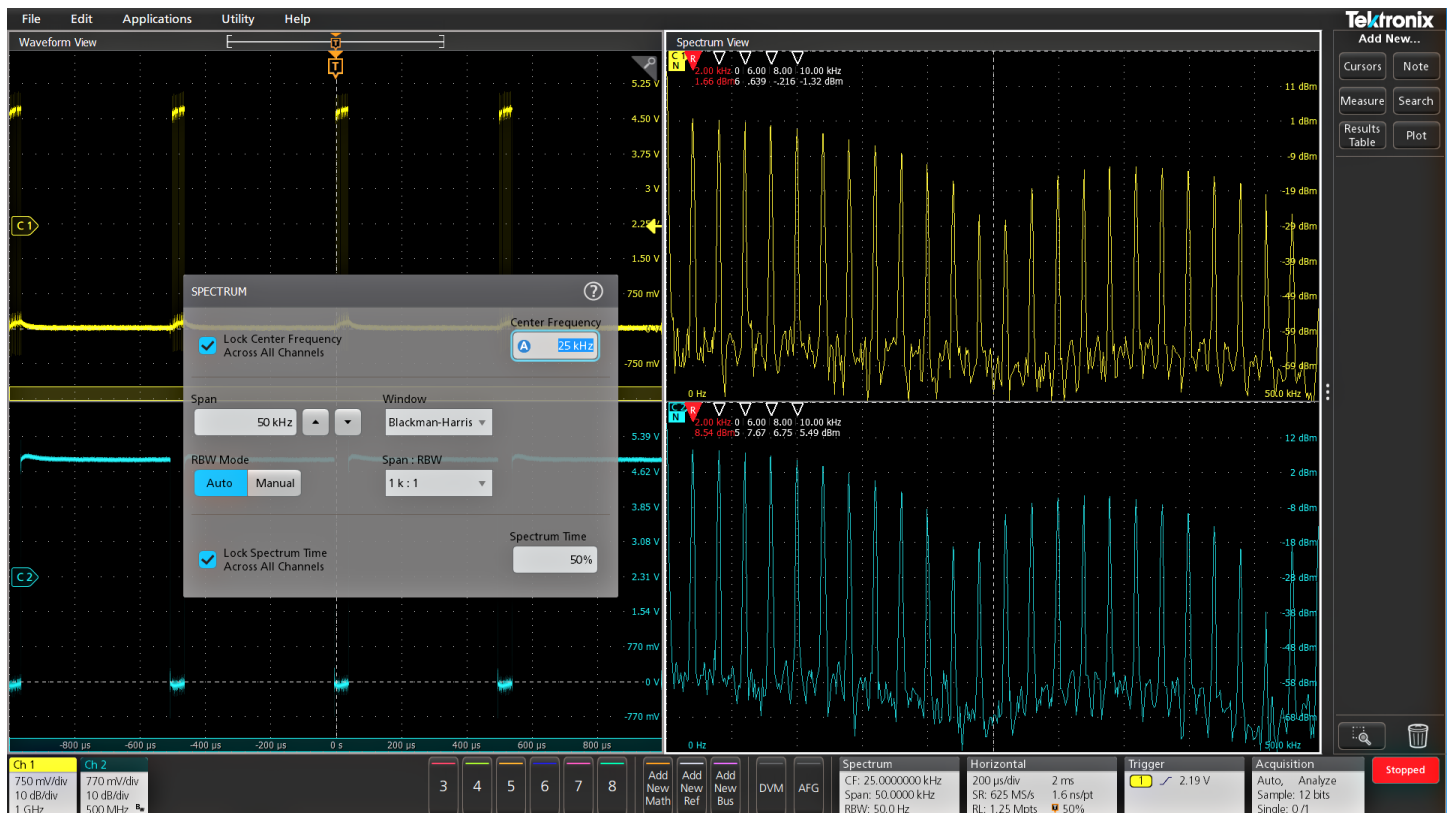 File Edit Applications Utility Help
Tektronix
Waveform View
Spectrum View
Add New...
Cursors Note
Measure Search
Results Table Plot
T
T
5.25 V
4.50 V
3.75 V
3 V
2.25 V
1.50 V
750 mV
-750 mV
C 1
C 1
N
R
2.00 kHz 0 6.00 8.00 10.00 kHz
1.66 dBm 6 .639 -.216 -1.32 dBm
11 dBm
1 dBm
-9 dBm
-19 dBm
-29 dBm
-39 dBm
-49 dBm
-59 dBm
-69 dBm
0 Hz
50.0 kHz
SPECTRUM
?
Lock Center Frequency
Across All Channels
Center Frequency
A 25 kHz
Span
50 kHz
Window
Blackman-Harris
RBW Mode
Auto Manual
Span : RBW
1 k : 1
Lock Spectrum Time
Across All Channels
Spectrum Time
50%
5.39 V
4.62 V
3.85 V
3.08 V
2.31 V
1.54 V
770 mV
0 V
-770 mV
C 2
N
R
2.00 kHz 0 6.00 8.00 10.00 kHz
8.54 dBm 5 7.67 6.75 5.49 dBm
12 dBm
2 dBm
-8 dBm
-18 dBm
-28 dBm
-38 dBm
-48 dBm
-58 dBm
-68 dBm
0 Hz
50.0 kHz
C 2
-800 µs -600 µs -400 µs -200 µs 0 s 200 µs 400 µs 600 µs 800 µs
Ch 1
750 mV/div
10 dB/div
1 GHz
Ch 2
770 mV/div
10 dB/div
500 MHz
3 4 5 6 7 8
Add New Math
Add New Ref
Add New Bus
DVM
AFG
Spectrum
CF: 25.0000000 kHz
Span: 50.0000 kHz
RBW: 50.0 Hz
Horizontal
200 µs/div 2 ms
SR: 625 MS/s 1.6 ns/pt
RL: 1.25 Mpts 50%
Trigger
1 2.19 V
Acquisition
Auto, Analyze
Sample: 12 bits
Single: 0 /1
Stopped